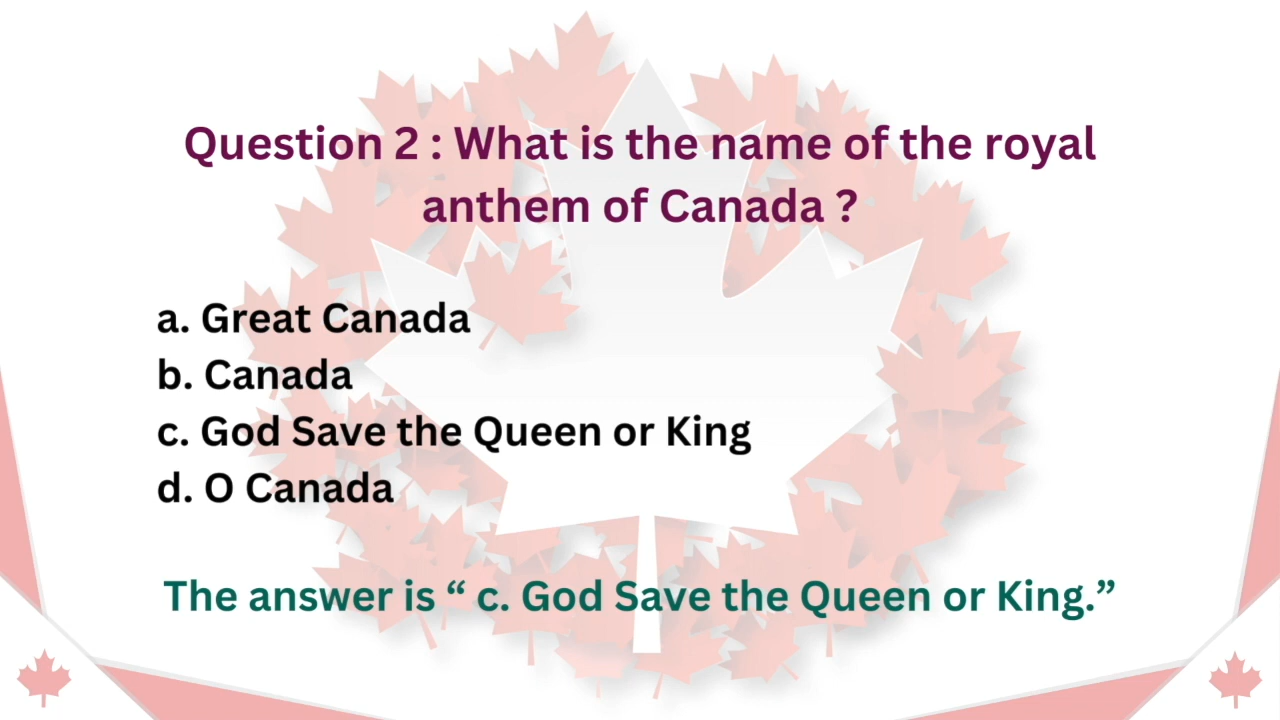 Question 2 : What is the name of the royal
anthem of Canada ?
a. Great Canada
b. Canada
c. God Save the Queen or King
d. O Canada
The answer is “ c. God Save the Queen or King.”